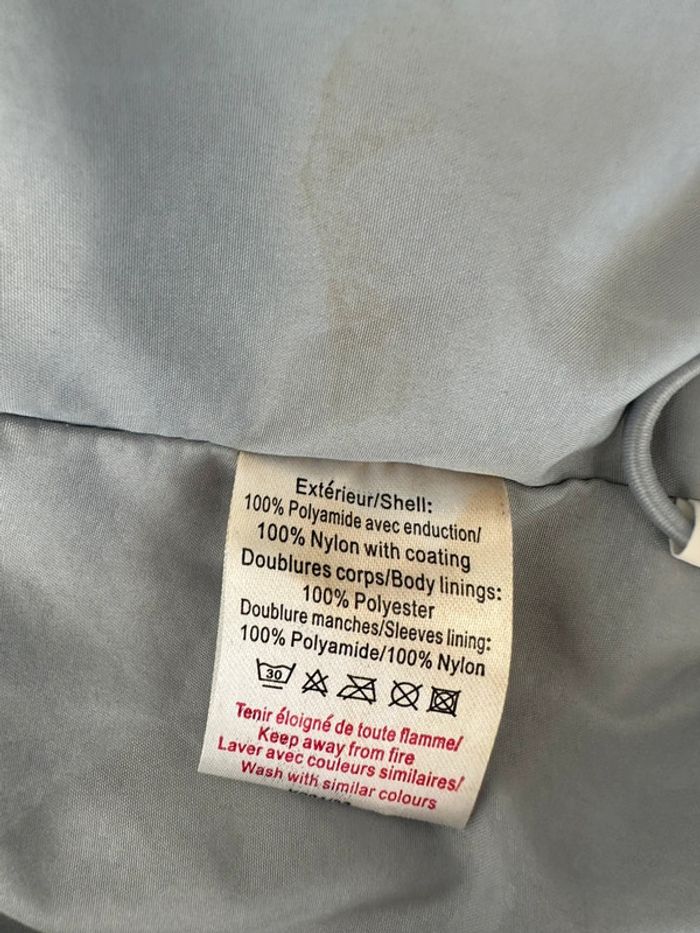 Extérieur/Shell:
100% Polyamide avec enduction/
100% Nylon with coating
Doublures corps/Body linings:
100% Polyester
Doublure manches/Sleeves lining:
100% Polyamide/100% Nylon
30
Tenir éloigné de toute flamme/
Keep away from fire
Laver avec couleurs similaires/
Wash with similar colours